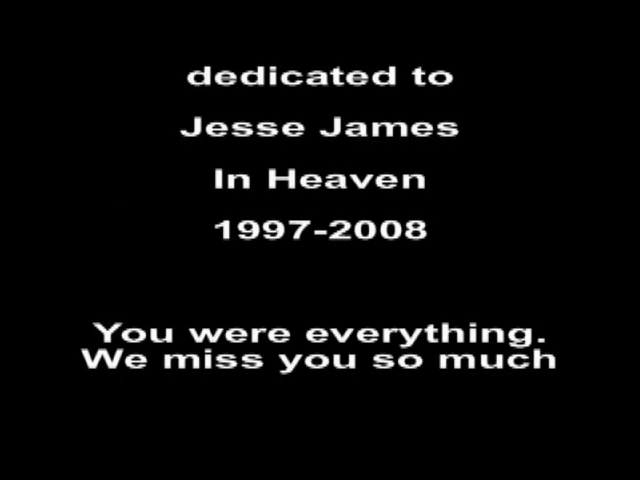 dedicated to
Jesse James
In Heaven
1997-2008
You were everything.
We miss you so much